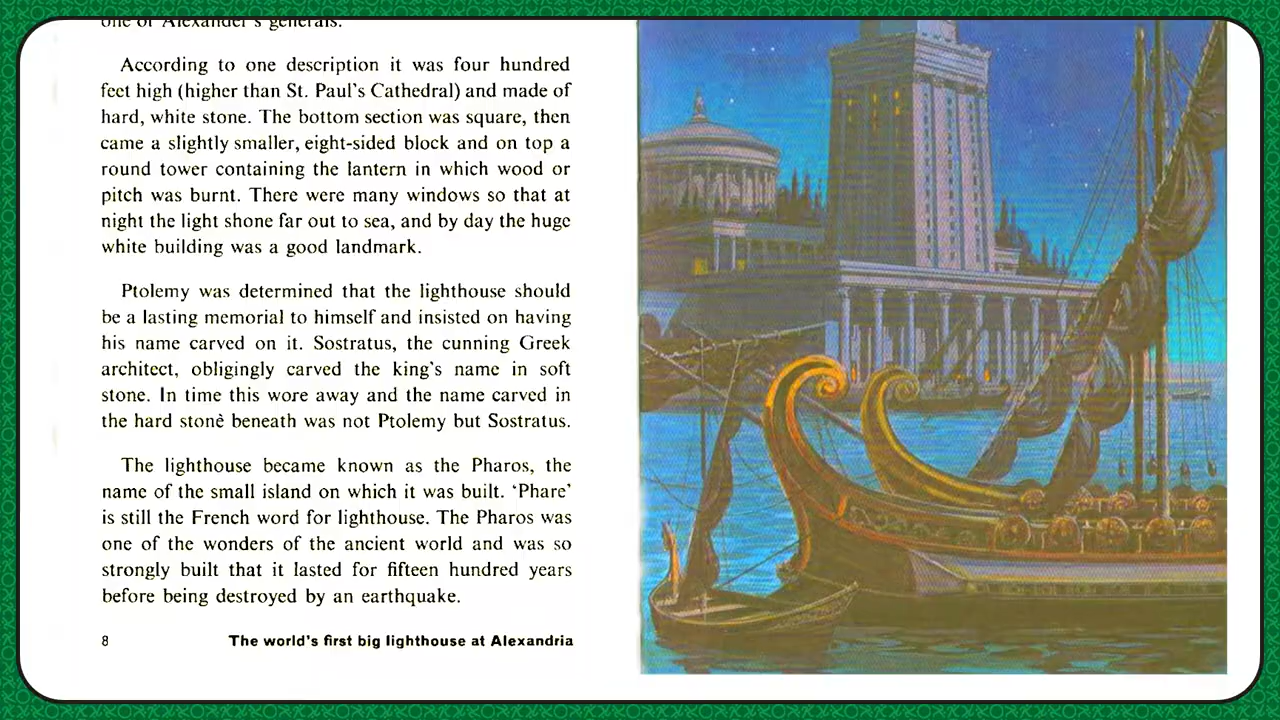 one of Alexander's generals.
According to one description it was four hundred
feet high (higher than St. Paul's Cathedral) and made of
hard, white stone. The bottom section was square, then
came a slightly smaller, eight-sided block and on top a
round tower containing the lantern in which wood or
pitch was burnt. There were many windows so that at
night the light shone far out to sea, and by day the huge
white building was a good landmark.
Ptolemy was determined that the lighthouse should
be a lasting memorial to himself and insisted on having
his name carved on it. Sostratus, the cunning Greek
architect, obligingly carved the king's name in soft
stone. In time this wore away and the name carved in
the hard stonè beneath was not Ptolemy but Sostratus.
The lighthouse became known as the Pharos, the
name of the small island on which it was built. ‘Phare’
is still the French word for lighthouse. The Pharos was
one of the wonders of the ancient world and was so
strongly built that it lasted for fifteen hundred years
before being destroyed by an earthquake.
8 The world's first big lighthouse at Alexandria